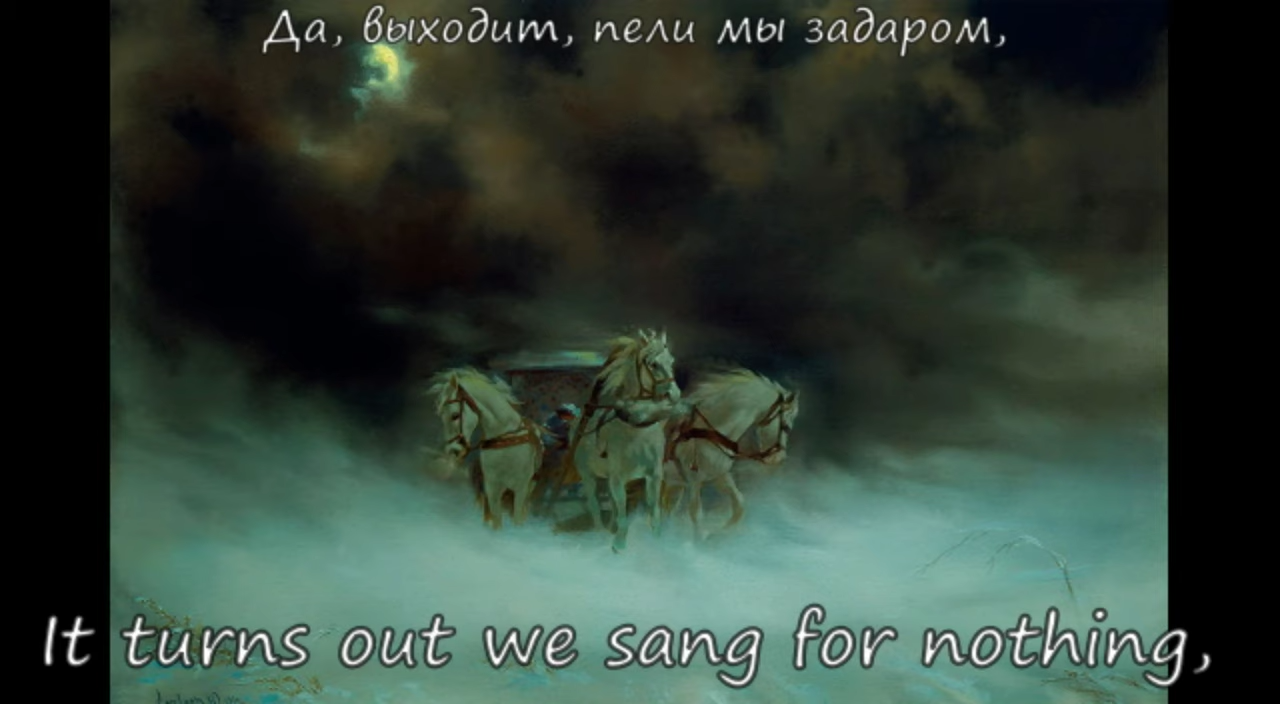 Да, выходит, пели мы задаром,
It turns out we sang for nothing,